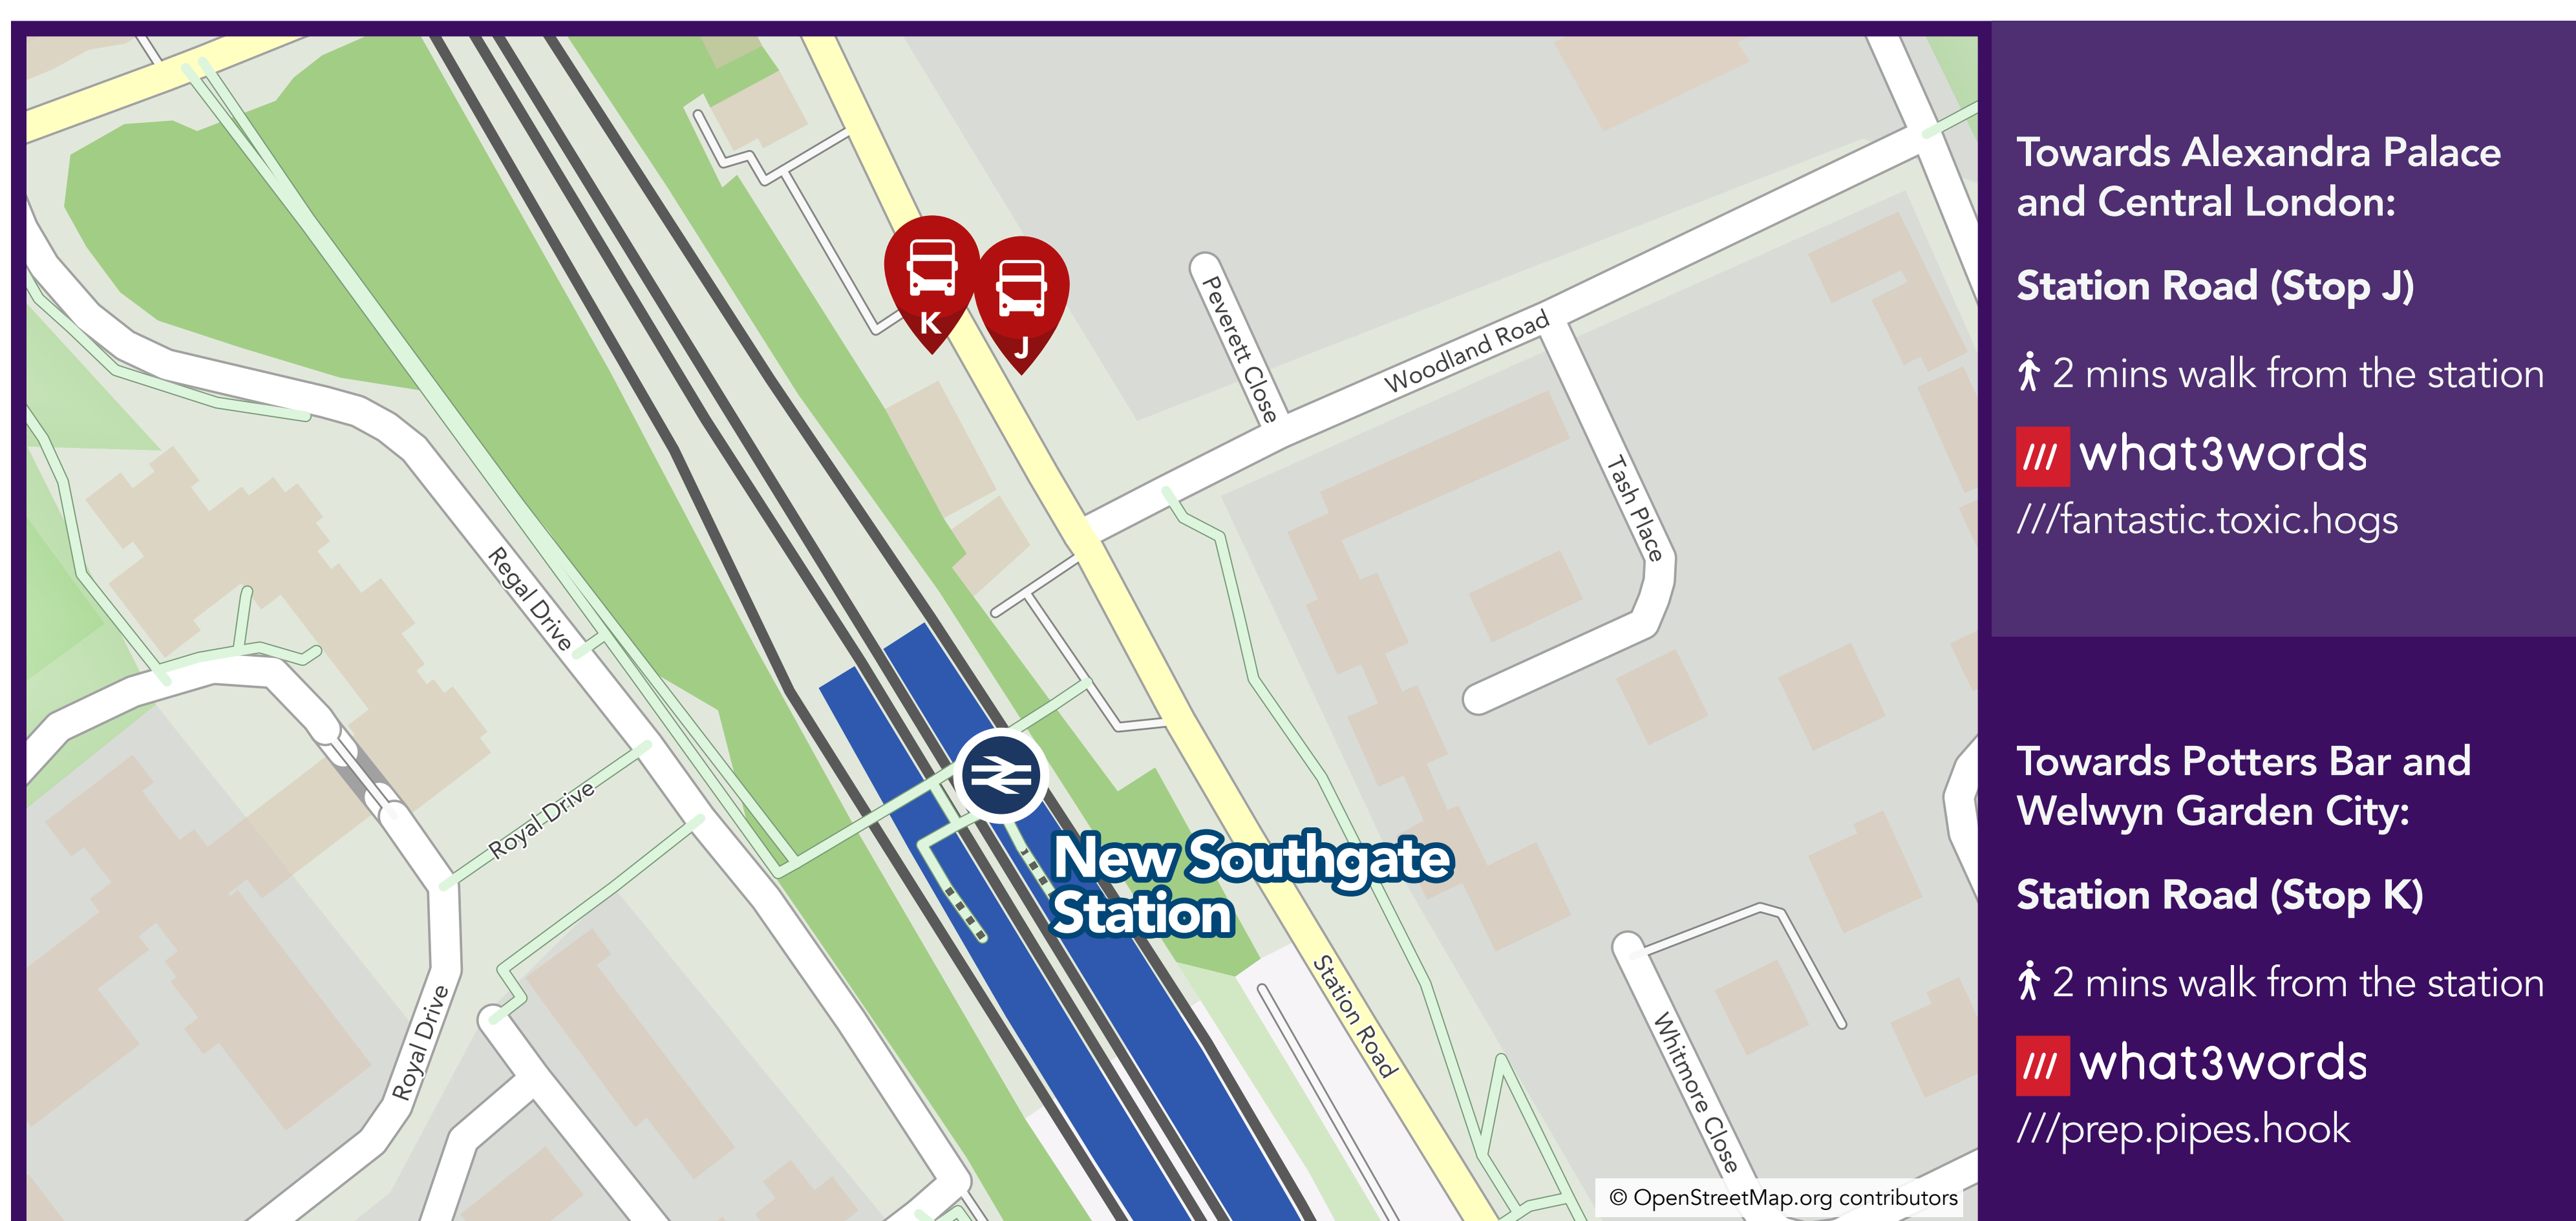 K
J
Peverett Close
Woodland Road
Tash Place
Regal Drive
Royal Drive
New Southgate
Station
Station Road
Royal Drive
Whitmore Close
© OpenStreetMap.org contributors
Towards Alexandra Palace
and Central London:
Station Road (Stop J)
2 mins walk from the station
/// what3words
///fantastic.toxic.hogs
Towards Potters Bar and
Welwyn Garden City:
Station Road (Stop K)
2 mins walk from the station
/// what3words
///prep.pipes.hook